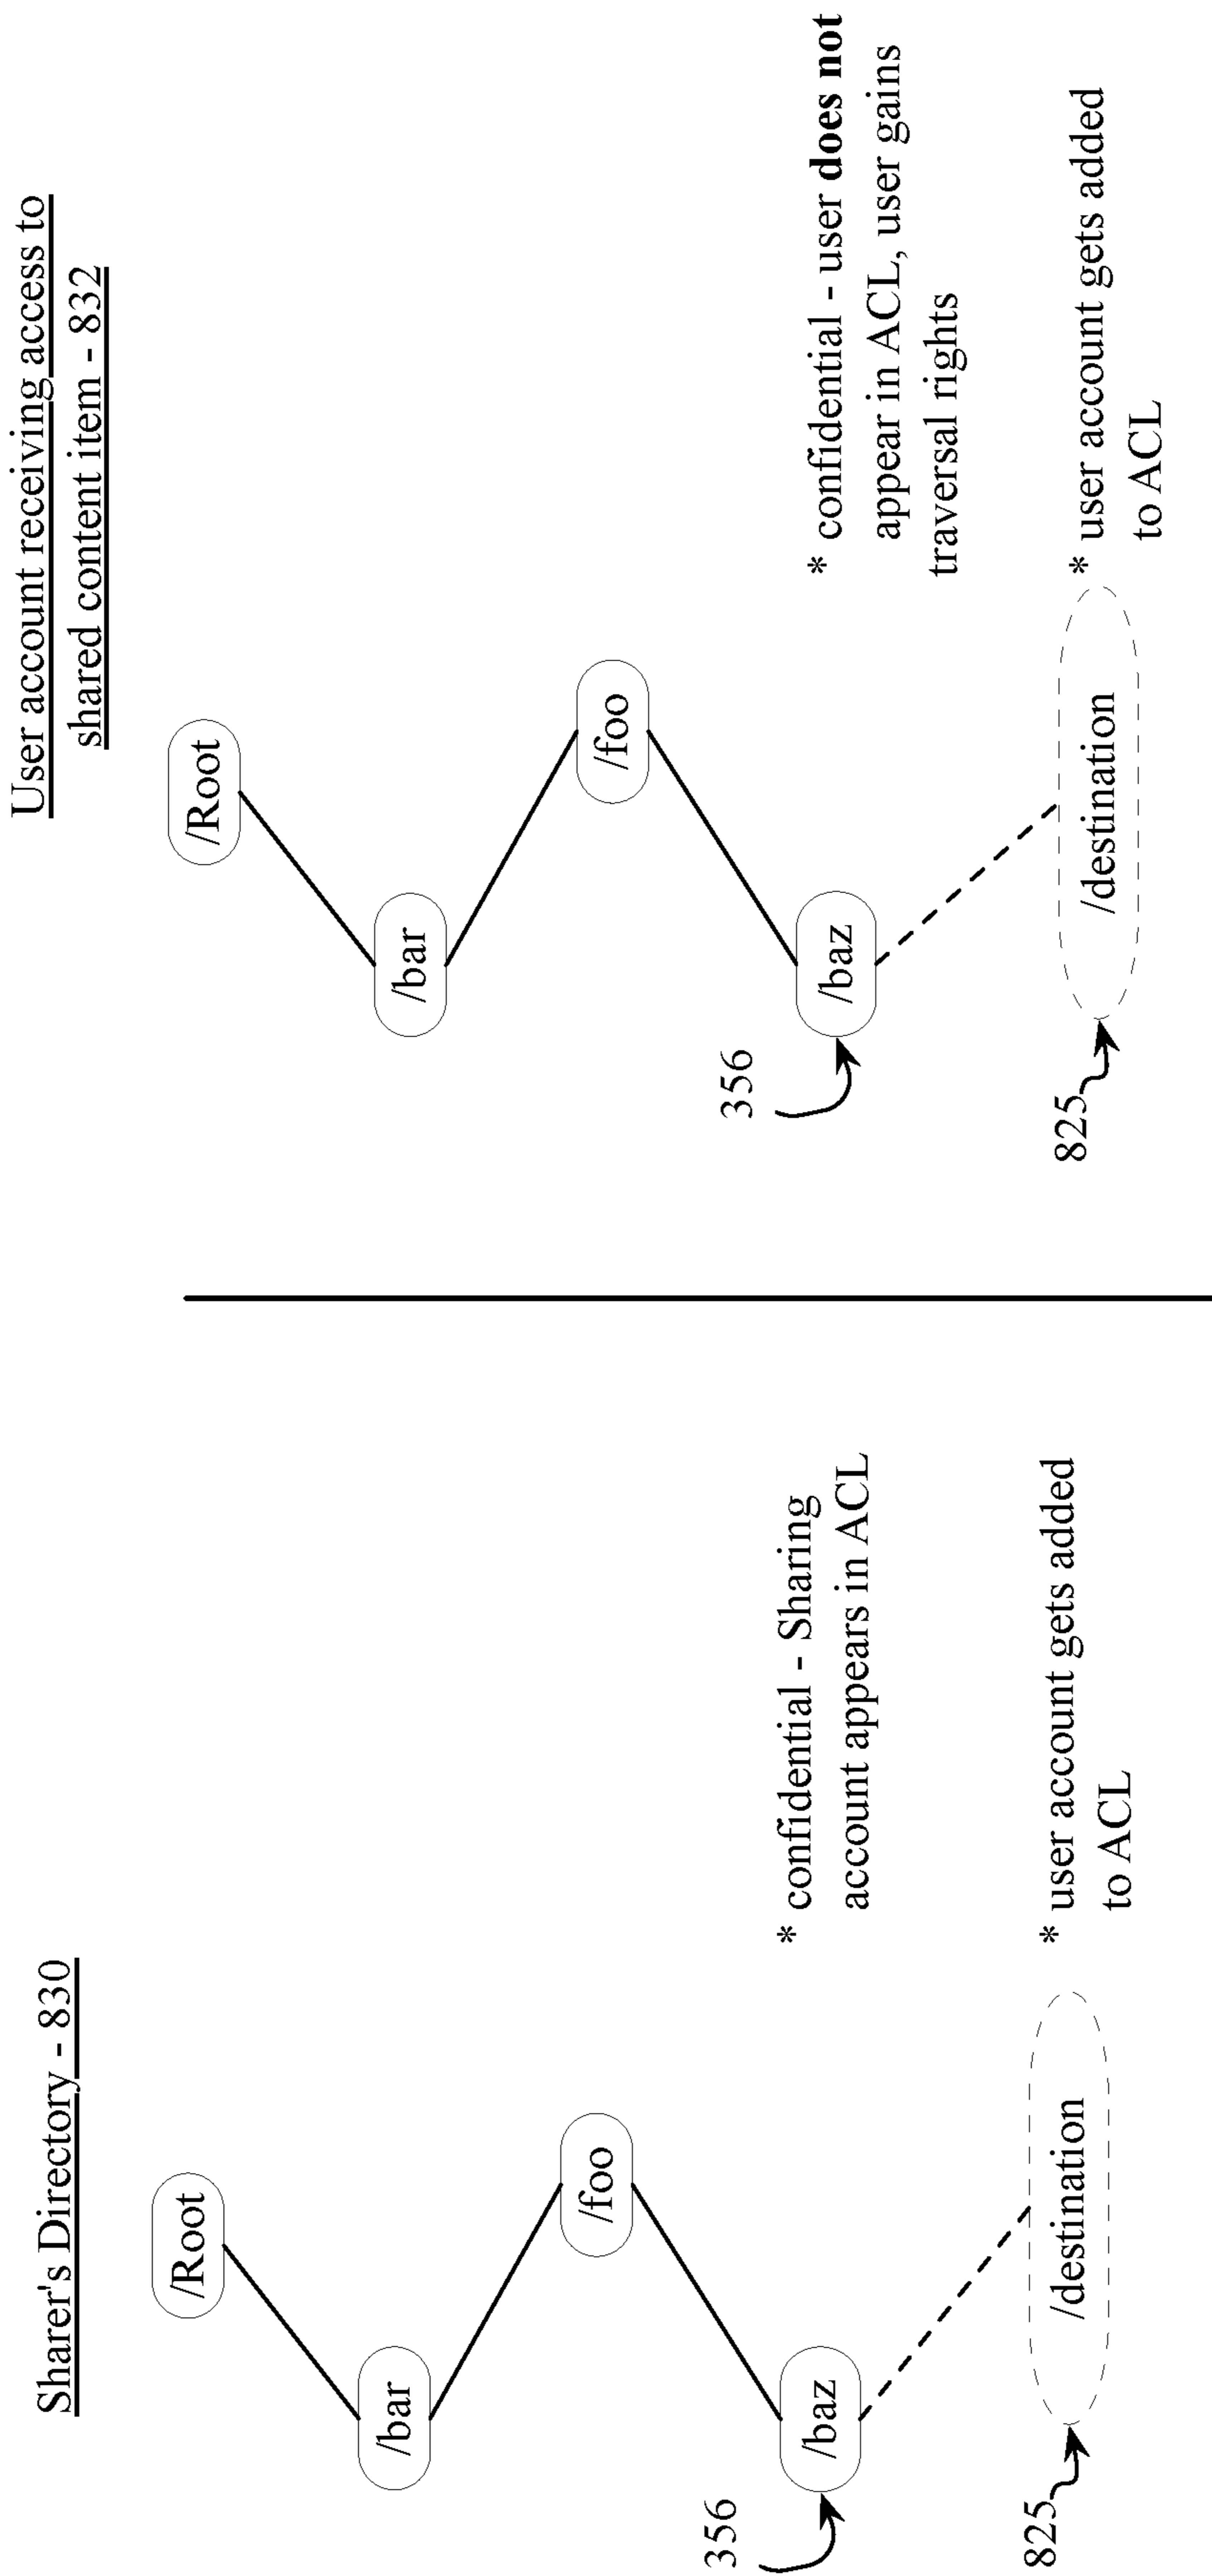 Sharer's Directory - 830
/Root
/bar
/foo
356
/baz
* confidential - Sharing
account appears in ACL
825
/destination
* user account gets added
to ACL
User account receiving access to
shared content item - 832
/Root
/bar
/foo
356
/baz
* confidential - user does not
appear in ACL, user gains
traversal rights
825
/destination
* user account gets added
to ACL